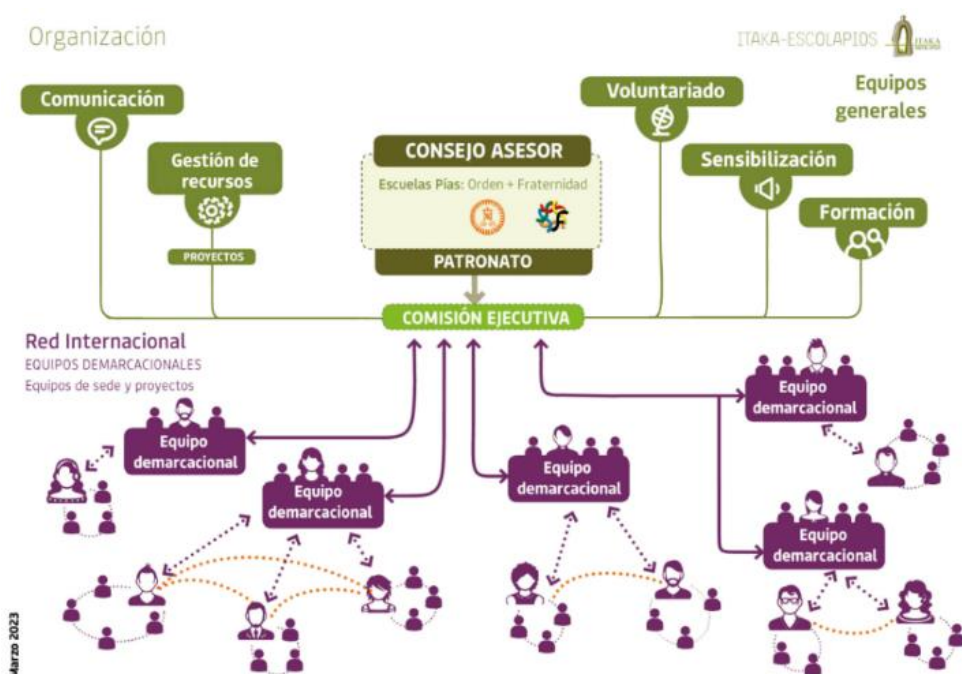 Organización
ITAKA-ESCOLAPIOS
ITAKA
ESCOLAPIOS
Equipos
generales
Comunicación
Gestión de
recursos
PROYECTOS
CONSEJO ASESOR
Escuelas Pías: Orden + Fraternidad
PATRONATO
Voluntariado
Sensibilización
Formación
COMISIÓN EJECUTIVA
Red Internacional
EQUIPOS DEMARCACIONALES
Equipos de sede y proyectos
Equipo
demarcacional
Equipo
demarcacional
Equipo
demarcacional
Equipo
demarcacional
Equipo
demarcacional
Marzo 2023